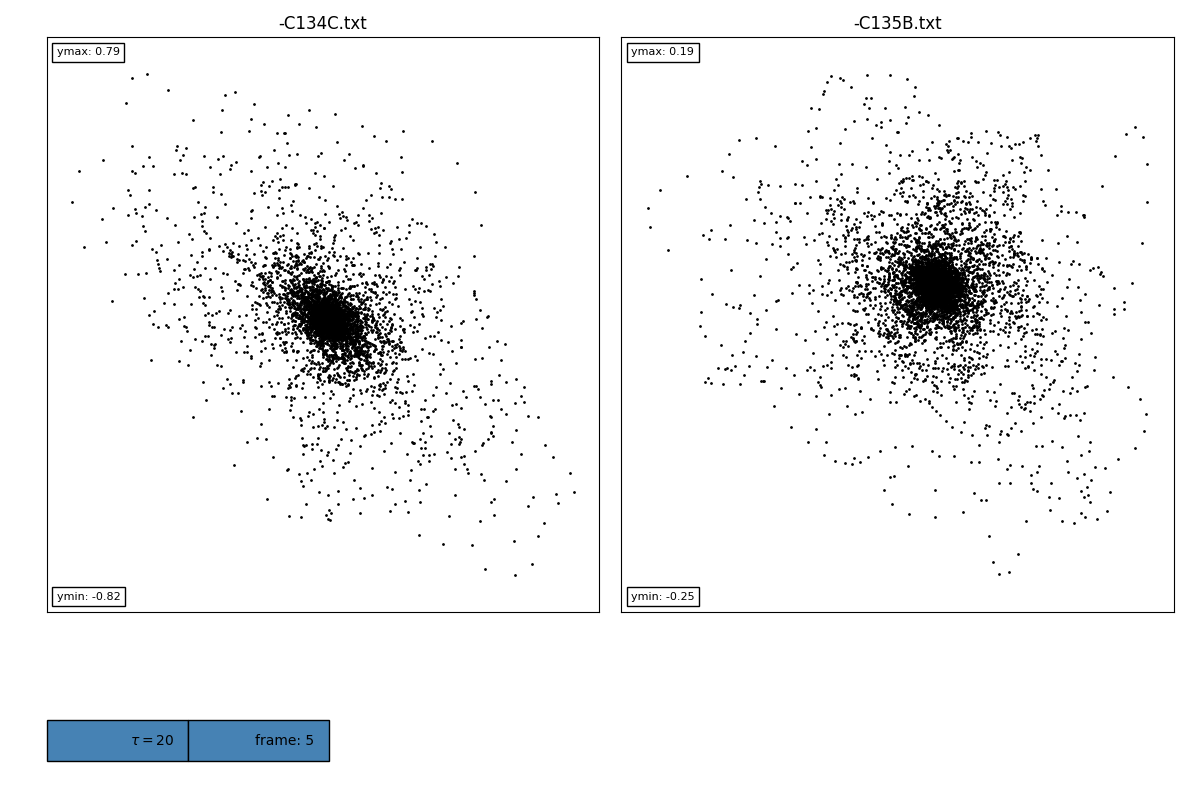 -C134C.txt
-C135B.txt
ymax: 0.79
ymax: 0.19
ymin: -0.82
ymin: -0.25
τ = 20
frame: 5